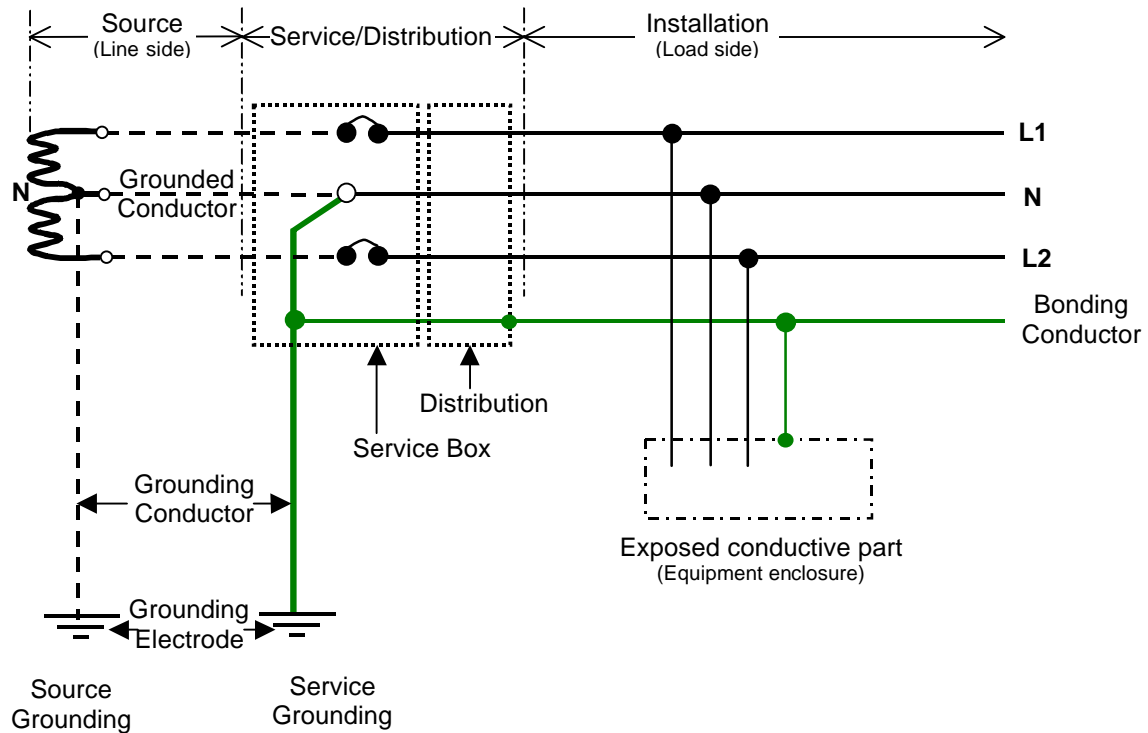 Source
(Line side)
Service/Distribution
Installation
(Load side)
L1
N
Grounded
Conductor
N
L2
Bonding
Conductor
Distribution
Service Box
Grounding
Conductor
Exposed conductive part
(Equipment enclosure)
Grounding
Electrode
Source
Grounding
Service
Grounding